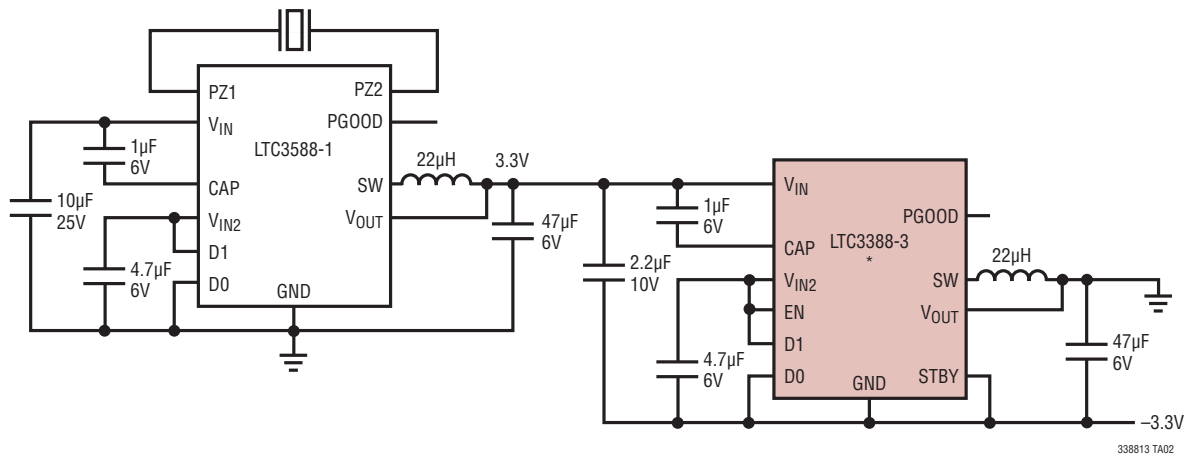 PZ1
PZ2
VIN
PGOOD
1µF
6V
LTC3588-1
22µH
3.3V
CAP
SW
10µF
25V
VIN2
VOUT
47µF
6V
D1
4.7µF
6V
D0
GND
VIN
1µF
6V
PGOOD
LTC3388-3
*
CAP
2.2µF
10V
22µH
VIN2
SW
EN
VOUT
D1
47µF
6V
4.7µF
6V
D0
GND
STBY
–3.3V
338813 TA02